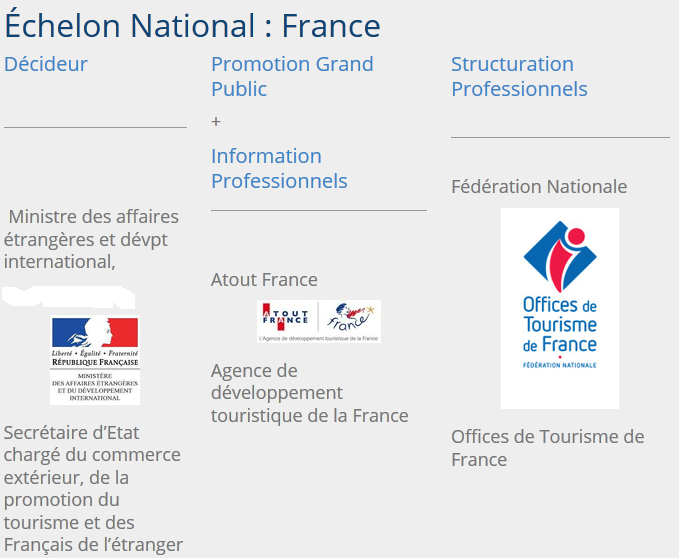 Échelon National : France
Décideur
Ministre des affaires
étrangères et dévpt
international,
Liberté • Égalité • Fraternité
RÉPUBLIQUE FRANÇAISE
MINISTÈRE
DES AFFAIRES ÉTRANGÈRES
ET DU DÉVELOPPEMENT
INTERNATIONAL
Secrétaire d’Etat
chargé du commerce
extérieur, de la
promotion du
tourisme et des
Français de l’étranger
Promotion Grand
Public
+
Information
Professionnels
Atout France
ATOUT
FRANCE
france
L'Agence de développement touristique de la France
Agence de
développement
touristique de la France
Structuration
Professionnels
Fédération Nationale
Offices de
Tourisme
de France
FÉDÉRATION NATIONALE
Offices de Tourisme de
France